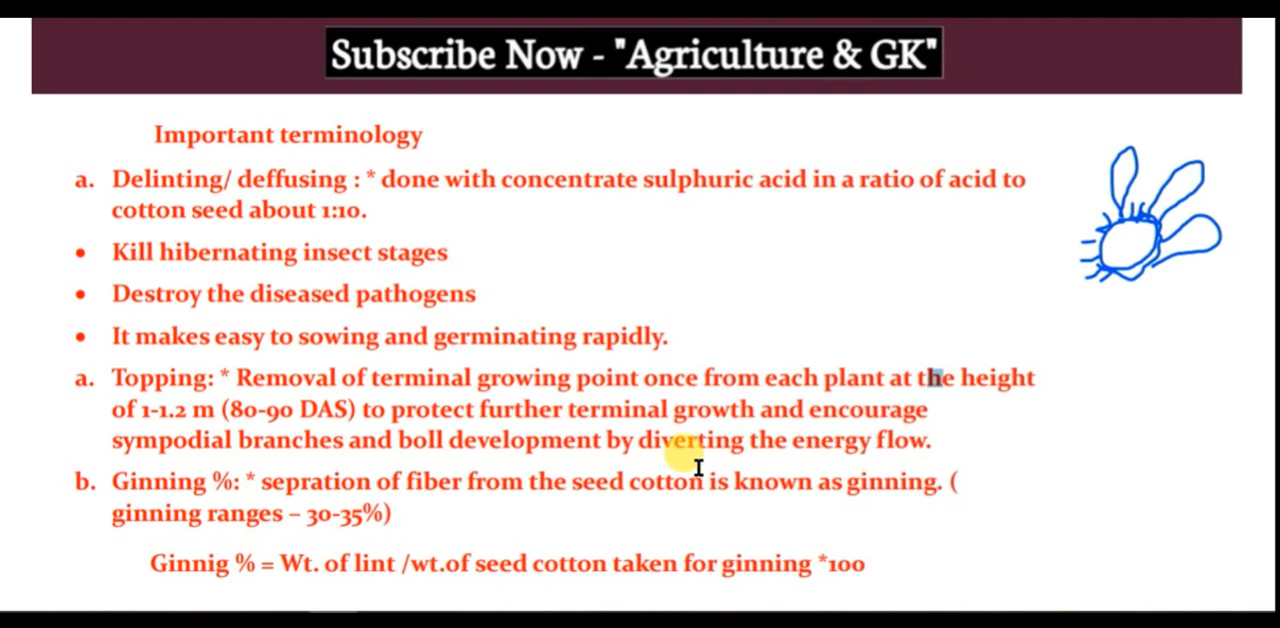 Subscribe Now - "Agriculture & GK"
Important terminology
a. Delinting/ deffusing : * done with concentrate sulphuric acid in a ratio of acid to
cotton seed about 1:10.
• Kill hibernating insect stages
• Destroy the diseased pathogens
• It makes easy to sowing and germinating rapidly.
a. Topping: * Removal of terminal growing point once from each plant at the height
of 1-1.2 m (80-90 DAS) to protect further terminal growth and encourage
sympodial branches and boll development by diverting the energy flow.
b. Ginning %: * sepration of fiber from the seed cotton is known as ginning. (
ginning ranges – 30-35%)
Ginnig % = Wt. of lint /wt.of seed cotton taken for ginning *100